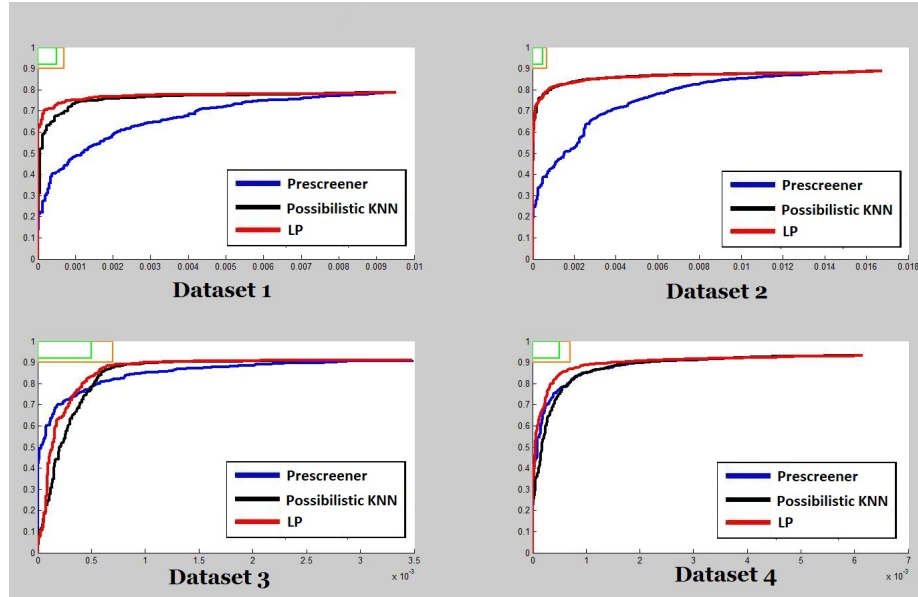 1
0.9
0.8
0.7
0.6
0.5
0.4
0.3
0.2
0.1
0
0 0.001 0.002 0.003 0.004 0.005 0.006 0.007 0.008 0.009 0.01
Prescreener
Possibilistic KNN
LP
Dataset 1
1
0.9
0.8
0.7
0.6
0.5
0.4
0.3
0.2
0.1
0
0 0.002 0.004 0.006 0.008 0.01 0.012 0.014 0.016 0.018
Prescreener
Possibilistic KNN
LP
Dataset 2
1
0.9
0.8
0.7
0.6
0.5
0.4
0.3
0.2
0.1
0
0 0.5 1 1.5 2 2.5 3 3.5
x 10⁻³
Prescreener
Possibilistic KNN
LP
Dataset 3
1
0.9
0.8
0.7
0.6
0.5
0.4
0.3
0.2
0.1
0
0 1 2 3 4 5 6 7
x 10⁻³
Prescreener
Possibilistic KNN
LP
Dataset 4